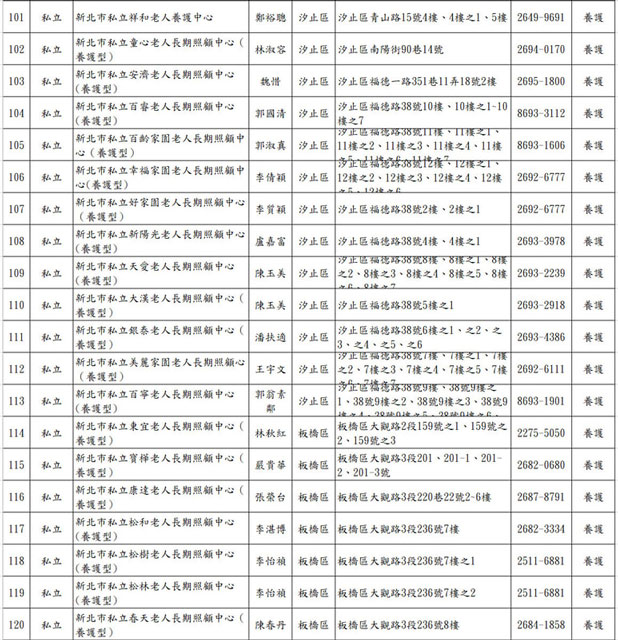 101 私立 新北市私立祥和老人養護中心 鄭裕聰 汐止區 汐止區青山路15號4樓、4樓之1、5樓 2649-9691 養護
102 私立 新北市私立童心老人長期照顧中心(
養護型) 林淑容 汐止區 汐止區南陽街90巷14號 2694-0170 養護
103 私立 新北市私立安濟老人長期照顧中心
(養護型) 魏惜 汐止區 汐止區福德一路351巷11弄18號2樓 2695-1800 養護
104 私立 新北市私立百睿老人長期照顧中心
(養護型) 郭國清 汐止區 汐止區福德路38號10樓、10樓之1~10
樓之7 8693-3112 養護
105 私立 新北市私立百齡家園老人長期照顧中
心(養護型) 郭淑真 汐止區 汐止區福德路38號11樓、11樓之1、
11樓之2、11樓之3、11樓之4、11樓
之5、11樓之6、11樓之7 8693-1606 養護
106 私立 新北市私立幸福家園老人長期照顧中
心(養護型) 李倩穎 汐止區 汐止區福德路38號12樓、12樓之1、
12樓之2、12樓之3、12樓之4、12樓
之5、12樓之6 2692-6777 養護
107 私立 新北市私立好家園老人長期照顧中心
(養護型) 李貿穎 汐止區 汐止區福德路38號2樓、2樓之1 2692-6777 養護
108 私立 新北市私立新陽光老人長期照顧中心
(養護型) 盧嘉富 汐止區 汐止區福德路38號4樓、4樓之1 2693-3978 養護
109 私立 新北市私立天愛老人長期照顧中心
(養護型) 陳玉美 汐止區 汐止區福德路38號8樓、8樓之1、8樓
之2、8樓之3、8樓之4、8樓之5、8樓
之6、8樓之7 2693-2239 養護
110 私立 新北市私立大漢老人長期照顧中心
(養護型) 陳玉美 汐止區 汐止區福德路38號5樓之1 2693-2918 養護
111 私立 新北市私立銀泰老人長期照顧中心
(養護型) 潘扶適 汐止區 汐止區福德路38號6樓之1、之2、之
3、之4、之5、之6 2693-4386 養護
112 私立 新北市私立美麗家園老人長期照顧中心
(養護型) 王宇文 汐止區 汐止區福德路38號7樓、7樓之1、7樓
之2、7樓之3、7樓之4、7樓之5、7樓
之6、7樓之7 2692-6111 養護
113 私立 新北市私立百寧老人長期照顧中心
(養護型) 郭翁素
鄰 汐止區 汐止區福德路38號9樓、38號9樓之
1、38號9樓之2、38號9樓之3、38號9
樓之4、38號9樓之5、38號9樓之6、 8693-1901 養護
114 私立 新北市私立東宜老人長期照顧中心(
養護型) 林秋紅 板橋區 板橋區大觀路2段159號之1、159號之
2、159號之3 2275-5050 養護
115 私立 新北市私立寶樺老人長期照顧中心(
養護型) 嚴貴華 板橋區 板橋區大觀路3段201、201-1、201-
2、201-3號 2682-0680 養護
116 私立 新北市私立康達老人長期照顧中心(
養護型) 張榮台 板橋區 板橋區大觀路3段220巷22號2~6樓 2687-8791 養護
117 私立 新北市私立松和老人長期照顧中心
(養護型) 李湛博 板橋區 板橋區大觀路3段236號7樓 2682-3334 養護
118 私立 新北市私立松樹老人長期照顧中心
(養護型) 李怡禎 板橋區 板橋區大觀路3段236號7樓之1 2511-6881 養護
119 私立 新北市私立松林老人長期照顧中心
(養護型) 李怡禎 板橋區 板橋區大觀路3段236號7樓之2 2511-6881 養護
120 私立 新北市私立春天老人長期照顧中心(
養護型) 陳春丹 板橋區 板橋區大觀路3段236號8樓 2684-1858 養護